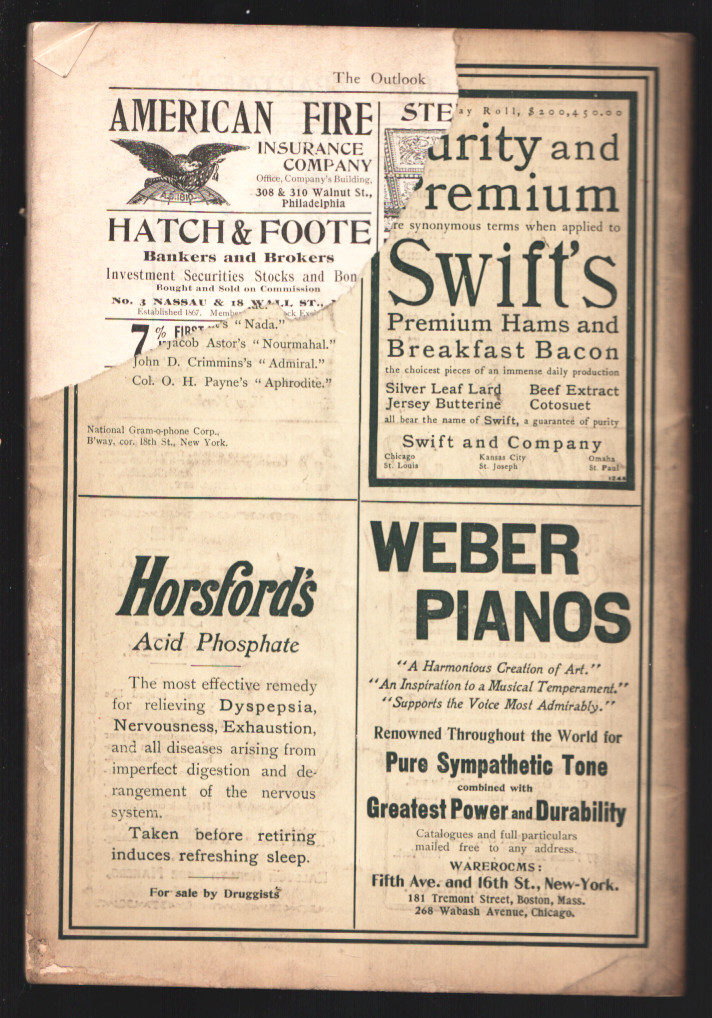 The Outlook
AMERICAN FIRE
INSURANCE
COMPANY
Office, Company's Building,
308 & 310 Walnut St.,
Philadelphia
A.D. 1810
HATCH & FOOTE
Bankers and Brokers
Investment Securities Stocks and Bon
Bought and Sold on Commission
No. 3 NASSAU & 18 WALL ST.,
Established 1867.
7% FIRST
"Nada."
Jacob Astor's "Nourmahal."
John D. Crimmins's "Admiral."
Col. O. H. Payne's "Aphrodite."
National Gram-o-phone Corp.,
B'way, cor. 18th St., New York.
STE
ay Roll, $200,450.00
urity and
remium
re synonymous terms when applied to
Swift's
Premium Hams and
Breakfast Bacon
the choicest pieces of an immense daily production
Silver Leaf Lard Beef Extract
Jersey Butterine Cotosuet
all bear the name of Swift, a guarantee of purity
Swift and Company
Chicago Kansas City Omaha
St. Louis St. Joseph St. Paul
Horsford's
Acid Phosphate
The most effective remedy
for relieving Dyspepsia,
Nervousness, Exhaustion,
and all diseases arising from
imperfect digestion and de-
rangement of the nervous
system.
Taken before retiring
induces refreshing sleep.
For sale by Druggists
WEBER
PIANOS
"A Harmonious Creation of Art."
"An Inspiration to a Musical Temperament."
"Supports the Voice Most Admirably."
Renowned Throughout the World for
Pure Sympathetic Tone
combined with
Greatest Power and Durability
Catalogues and full particulars
mailed free to any address.
WAREROOMS:
Fifth Ave. and 16th St., New-York.
181 Tremont Street, Boston, Mass.
268 Wabash Avenue, Chicago.